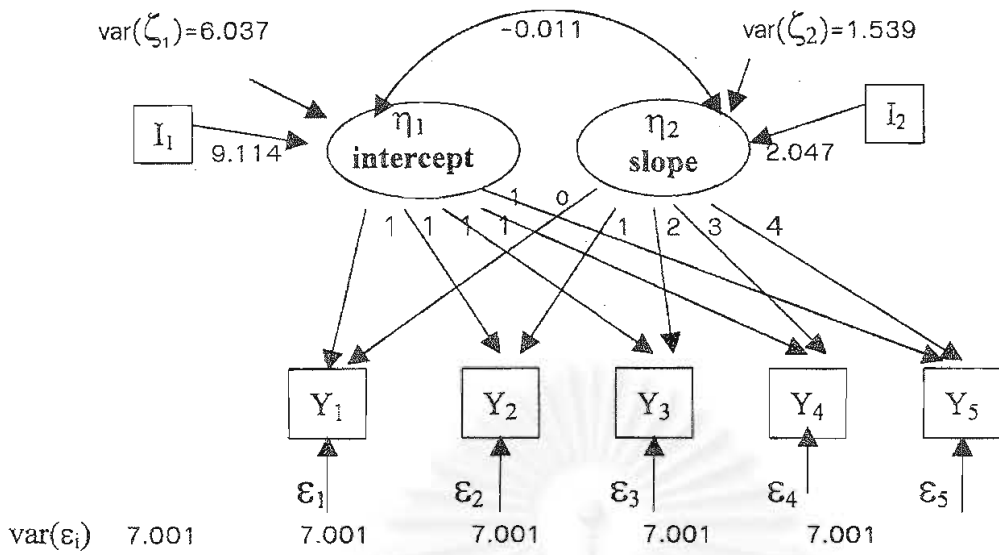 var(ζ₁)=6.037 -0.011 var(ζ₂)=1.539
I₁ η₁ η₂ I₂
9.114 intercept slope 2.047
1 0
1 1 1 1 1 2 3 4
Y₁ Y₂ Y₃ Y₄ Y₅
ε₁ ε₂ ε₃ ε₄ ε₅
var(εᵢ) 7.001 7.001 7.001 7.001 7.001